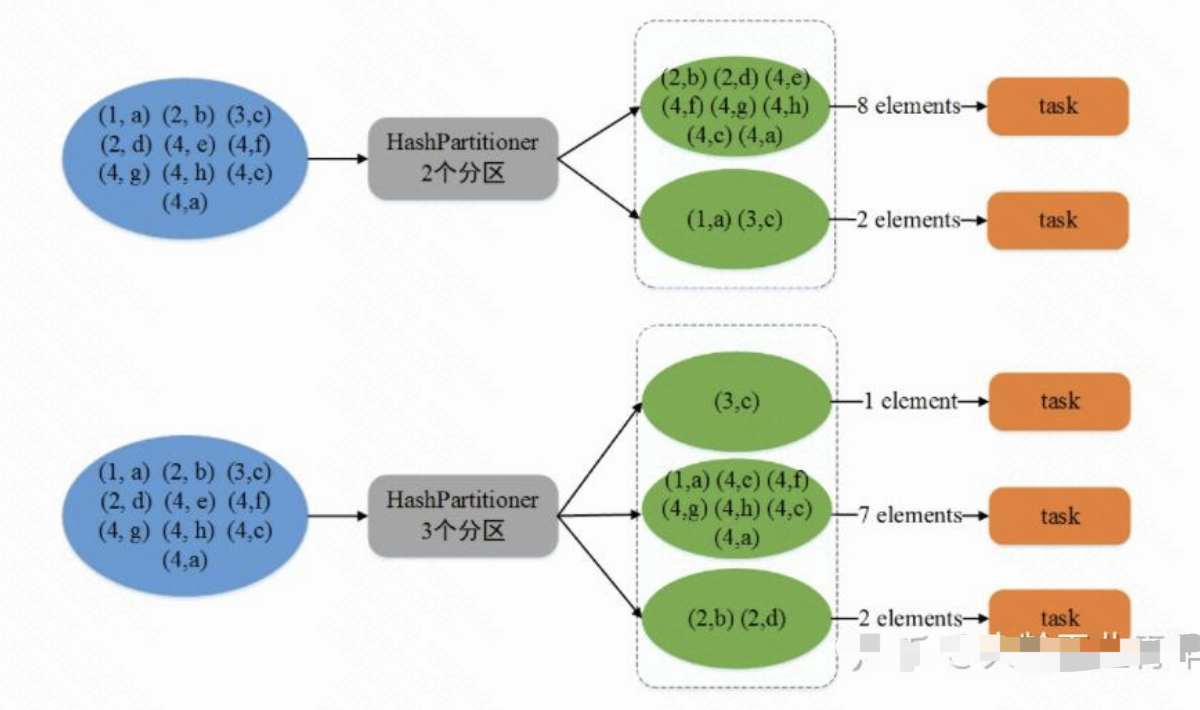 (1, a) (2, b) (3,c)
(2, d) (4, e) (4,f)
(4, g) (4, h) (4,c)
(4,a)
HashPartitioner
2个分区
(2,b) (2,d) (4,e)
(4,f) (4,g) (4,h)
(4,c) (4,a)
8 elements
task
(1,a) (3,c)
2 elements
task
(1, a) (2, b) (3,c)
(2, d) (4, e) (4,f)
(4, g) (4, h) (4,c)
(4,a)
HashPartitioner
3个分区
(3,c)
1 element
task
(1,a) (4,e) (4,f)
(4,g) (4,h) (4,c)
(4,a)
7 elements
task
(2,b) (2,d)
2 elements
task